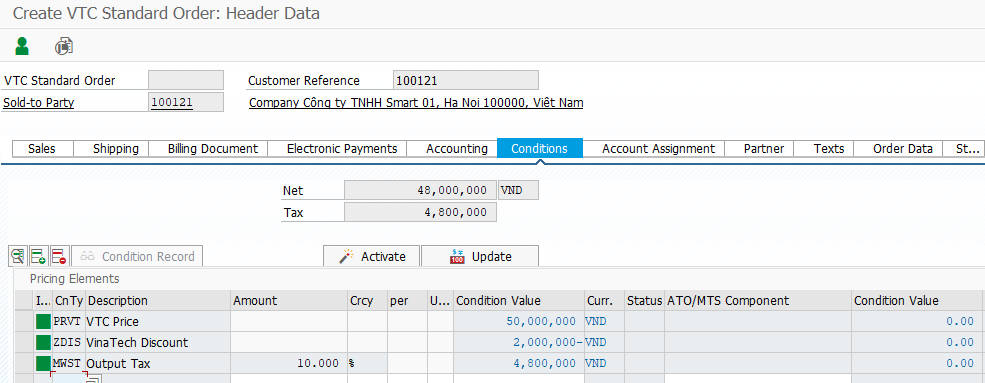 Create VTC Standard Order: Header Data
VTC Standard Order Customer Reference 100121
Sold-to Party 100121 Company Công ty TNHH Smart 01, Ha Noi 100000, Viêt Nam
Sales Shipping Billing Document Electronic Payments Accounting Conditions Account Assignment Partner Texts Order Data St...
Net 48,000,000 VND
Tax 4,800,000
Condition Record Activate Update
Pricing Elements
I... CnTy Description Amount Crcy per U... Condition Value Curr. Status ATO/MTS Component Condition Value
PRVT VTC Price 50,000,000 VND 0.00
ZDIS VinaTech Discount 2,000,000- VND 0.00
MWST Output Tax 10.000 % 4,800,000 VND 0.00